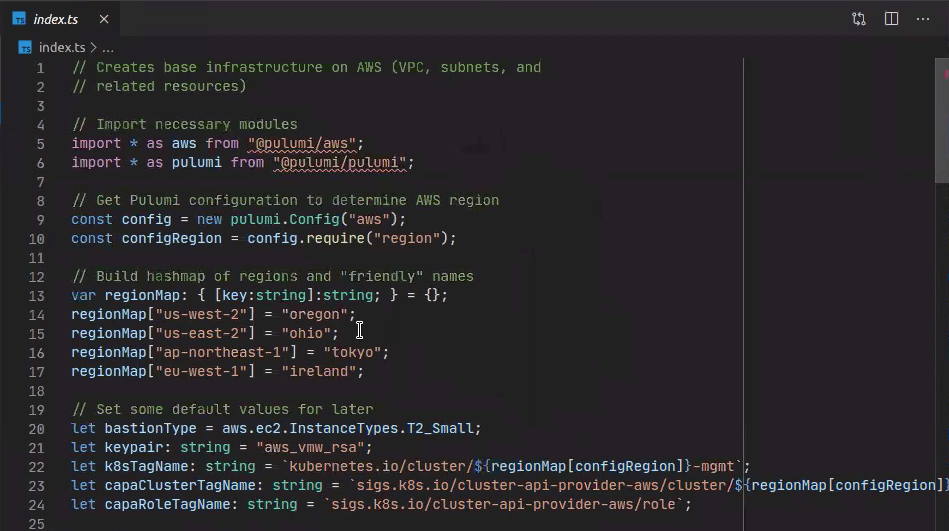 TS index.ts ×
TS index.ts > ...
1 // Creates base infrastructure on AWS (VPC, subnets, and
2 // related resources)
3
4 // Import necessary modules
5 import * as aws from "@pulumi/aws";
6 import * as pulumi from "@pulumi/pulumi";
7
8 // Get Pulumi configuration to determine AWS region
9 const config = new pulumi.Config("aws");
10 const configRegion = config.require("region");
11
12 // Build hashmap of regions and "friendly" names
13 var regionMap: { [key:string]:string; } = {};
14 regionMap["us-west-2"] = "oregon";
15 regionMap["us-east-2"] = "ohio";
16 regionMap["ap-northeast-1"] = "tokyo";
17 regionMap["eu-west-1"] = "ireland";
18
19 // Set some default values for later
20 let bastionType = aws.ec2.InstanceTypes.T2_Small;
21 let keypair: string = "aws_vmw_rsa";
22 let k8sTagName: string = `kubernetes.io/cluster/${regionMap[configRegion]}-mgmt`;
23 let capaClusterTagName: string = `sigs.k8s.io/cluster-api-provider-aws/cluster/${regionMap[configRegion]}
24 let capaRoleTagName: string = `sigs.k8s.io/cluster-api-provider-aws/role`;
25